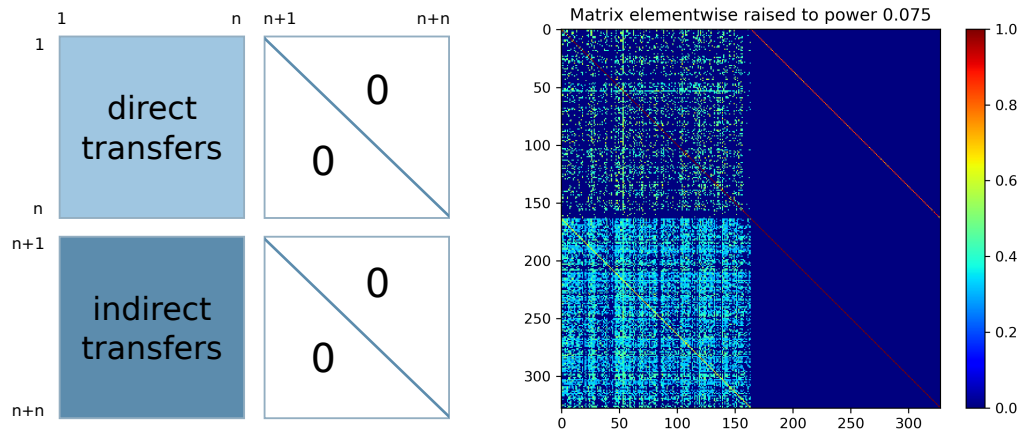 1 n n+1 n+n
1
direct
transfers
0
0
n
n+1
indirect
transfers
0
0
n+n
Matrix elementwise raised to power 0.075
0
50
100
150
200
250
300
0 50 100 150 200 250 300
1.0
0.8
0.6
0.4
0.2
0.0